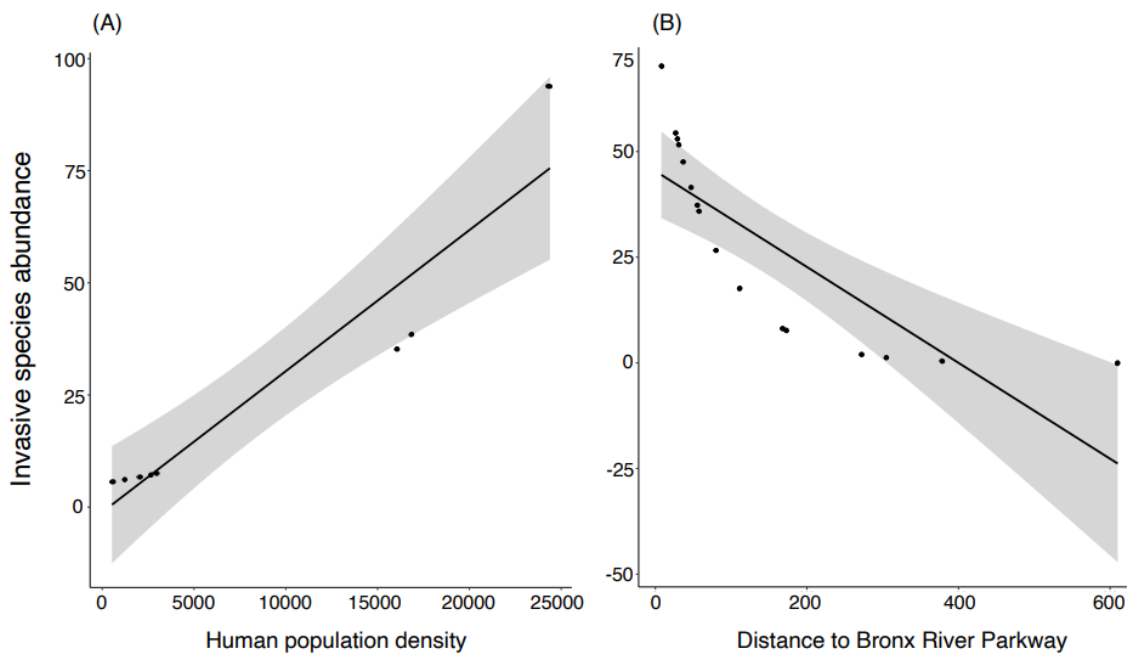 (A)
(B)
Invasive species abundance
100
75
50
25
0
0 5000 10000 15000 20000 25000
Human population density
75
50
25
0
-25
-50
0 200 400 600
Distance to Bronx River Parkway